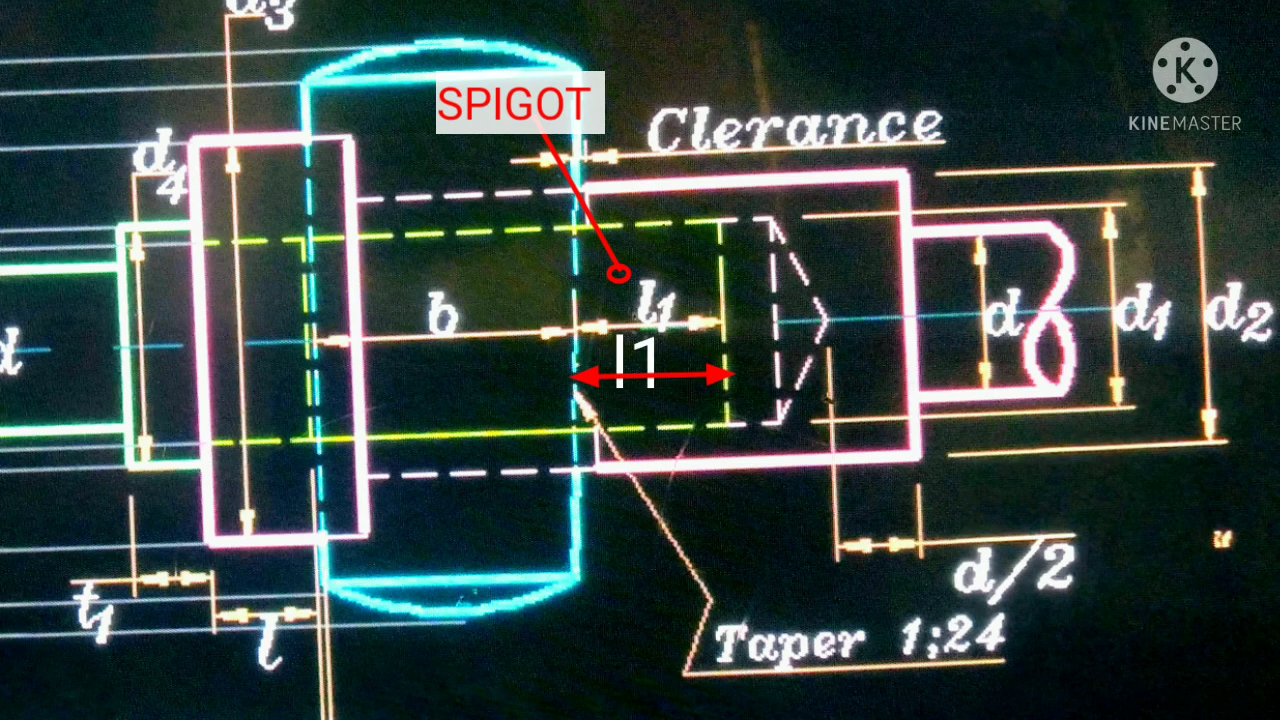 d3
SPIGOT
KINEMASTER
Clerance
d4
b
l1
d
d1
d2
d
l1
d/2
t1
l
Taper 1;24